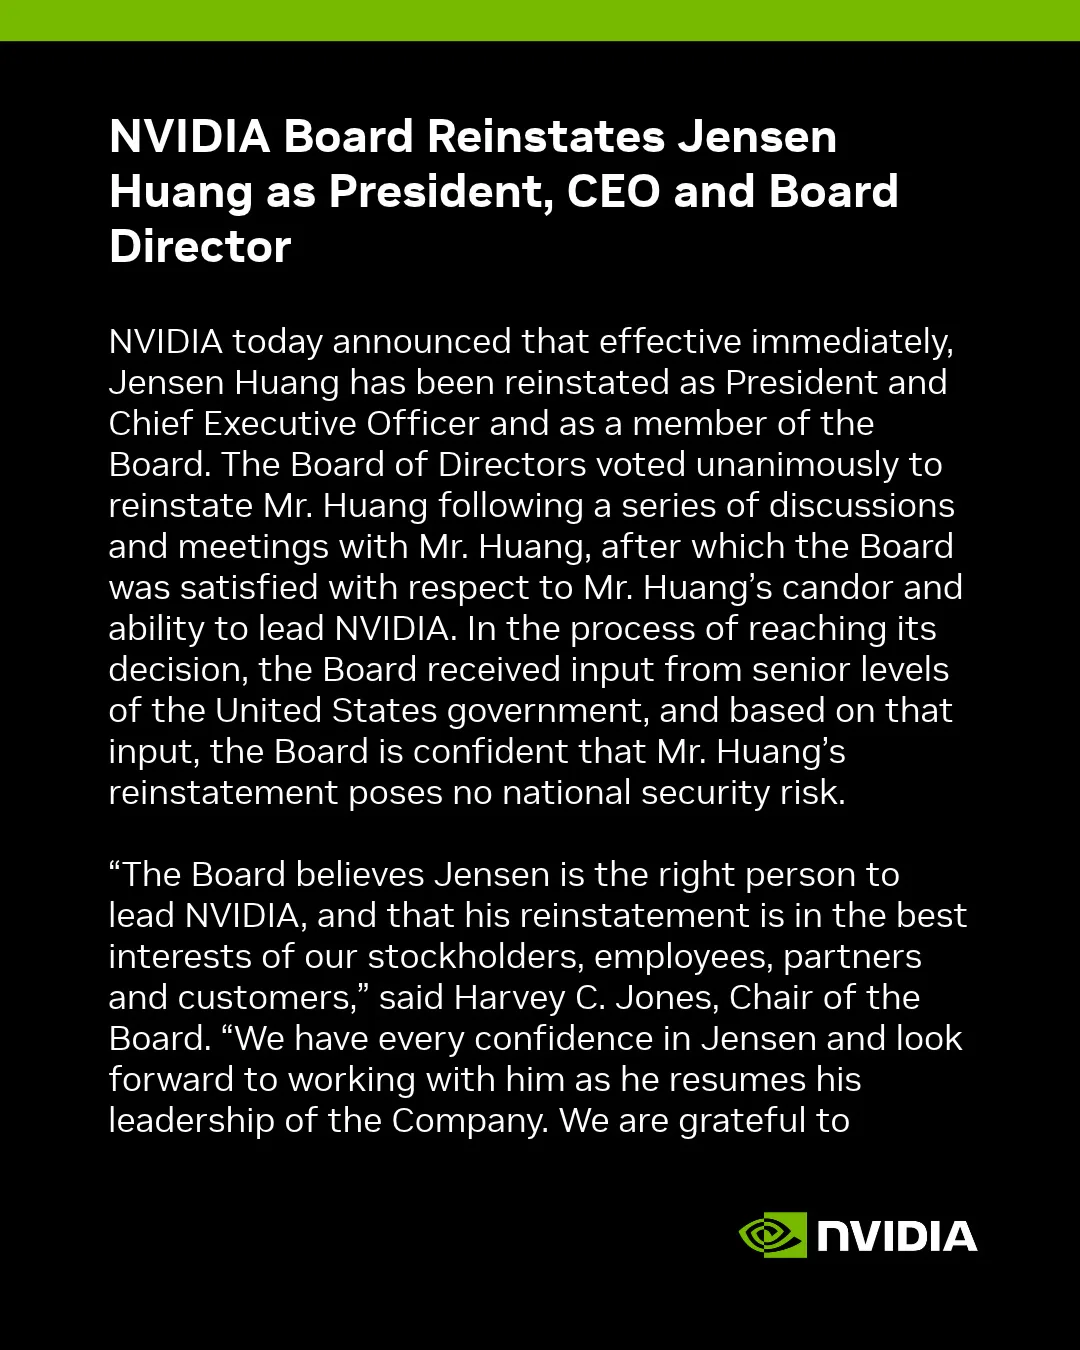 NVIDIA Board Reinstates Jensen
Huang as President, CEO and Board
Director
NVIDIA today announced that effective immediately,
Jensen Huang has been reinstated as President and
Chief Executive Officer and as a member of the
Board. The Board of Directors voted unanimously to
reinstate Mr. Huang following a series of discussions
and meetings with Mr. Huang, after which the Board
was satisfied with respect to Mr. Huang’s candor and
ability to lead NVIDIA. In the process of reaching its
decision, the Board received input from senior levels
of the United States government, and based on that
input, the Board is confident that Mr. Huang’s
reinstatement poses no national security risk.
“The Board believes Jensen is the right person to
lead NVIDIA, and that his reinstatement is in the best
interests of our stockholders, employees, partners
and customers,” said Harvey C. Jones, Chair of the
Board. “We have every confidence in Jensen and look
forward to working with him as he resumes his
leadership of the Company. We are grateful to
NVIDIA